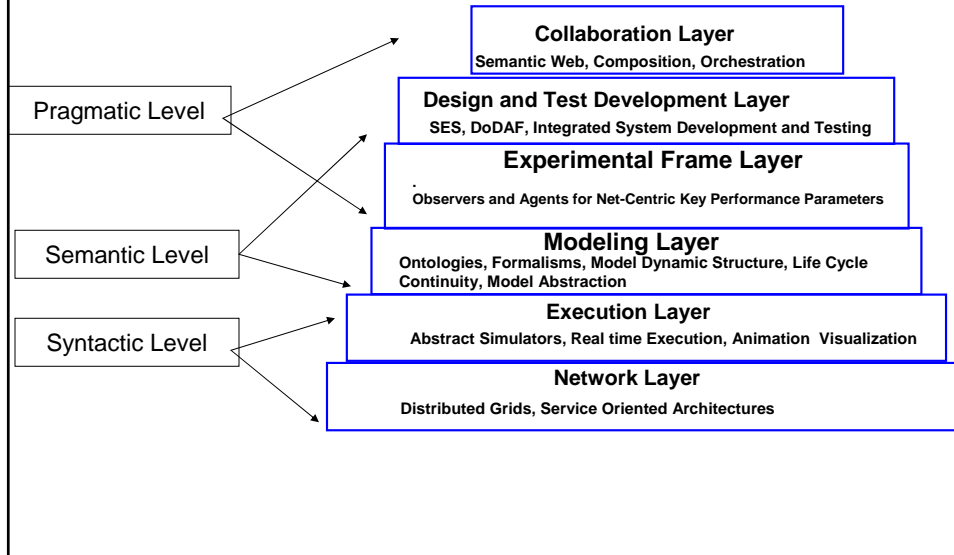 Collaboration Layer
Semantic Web, Composition, Orchestration
Pragmatic Level
Design and Test Development Layer
SES, DoDAF, Integrated System Development and Testing
Experimental Frame Layer
.
Observers and Agents for Net-Centric Key Performance Parameters
Semantic Level
Modeling Layer
Ontologies, Formalisms, Model Dynamic Structure, Life Cycle
Continuity, Model Abstraction
Syntactic Level
Execution Layer
Abstract Simulators, Real time Execution, Animation Visualization
Network Layer
Distributed Grids, Service Oriented Architectures